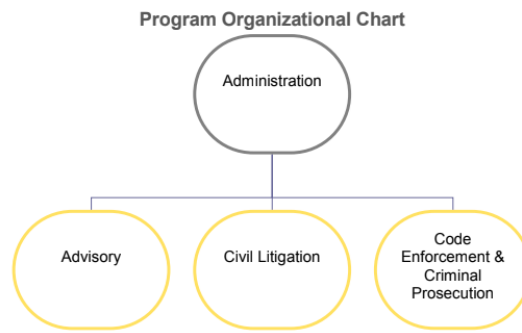 Program Organizational Chart
Administration
Advisory
Civil Litigation
Code
Enforcement &
Criminal
Prosecution